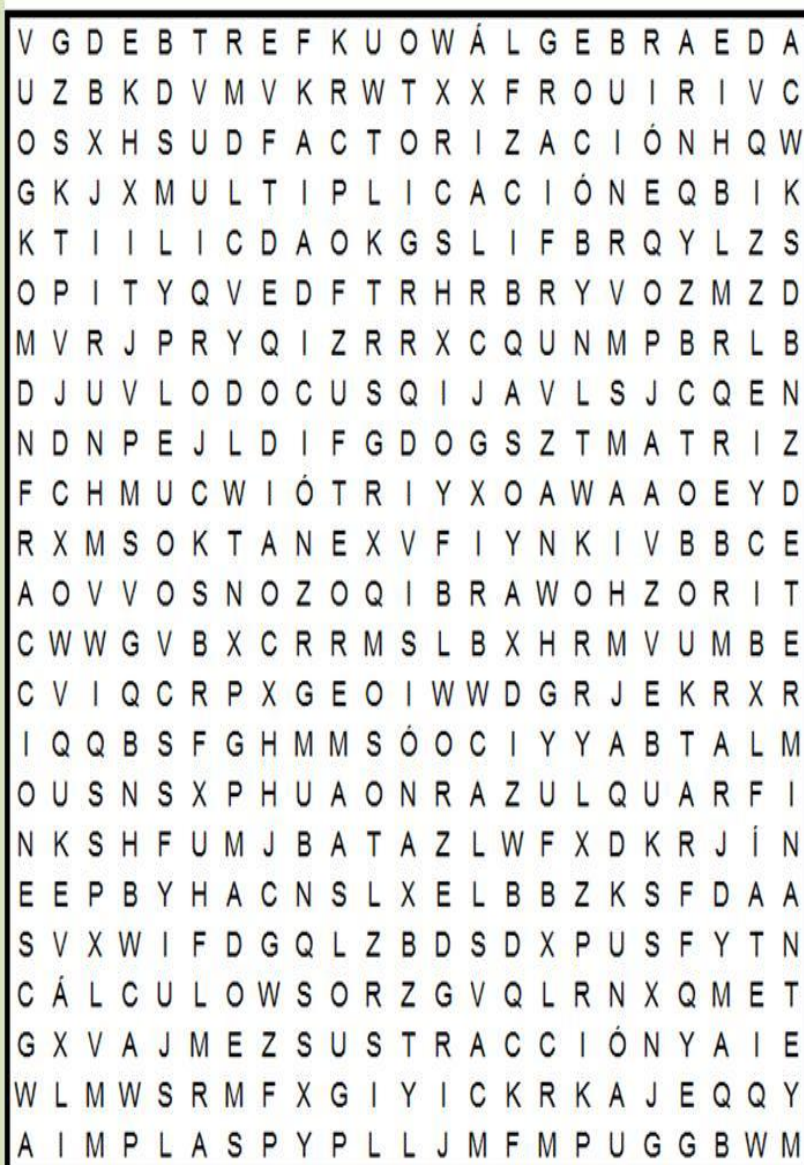 V G D E B T R E F K U O W Á L G E B R A E D A
U Z B K D V M V K R W T X X F R O U I R I V C
O S X H S U D F A C T O R I Z A C I Ó N H Q W
G K J X M U L T I P L I C A C I Ó N E Q B I K
K T I I L I C D A O K G S L I F B R Q Y L Z S
O P I T Y Q V E D F T R H R B R Y V O Z M Z D
M V R J P R Y Q I Z R R X C Q U N M P B R L B
D J U V L O D O C U S Q I J A V L S J C Q E N
N D N P E J L D I F G D O G S Z T M A T R I Z
F C H M U C W I Ó T R I Y X O A W A A O E Y D
R X M S O K T A N E X V F I Y N K I V B B C E
A O V V O S N O Z O Q I B R A W O H Z O R I T
C W W G V B X C R R M S L B X H R M V U M B E
C V I Q C R P X G E O I W W D G R J E K R X R
I Q Q B S F G H M M S Ó O C I Y Y A B T A L M
O U S N S X P H U A O N R A Z U L Q U A R F I
N K S H F U M J B A T A Z L W F X D K R J Í N
E E P B Y H A C N S L X E L B B Z K S F D A A
S V X W I F D G Q L Z B D S D X P U S F Y T N
C Á L C U L O W S O R Z G V Q L R N X Q M E T
G X V A J M E Z S U S T R A C C I Ó N Y A I E
W L M W S R M F X G I Y I C K R K A J E Q Q Y
A I M P L A S P Y P L L J M F M P U G G B W M